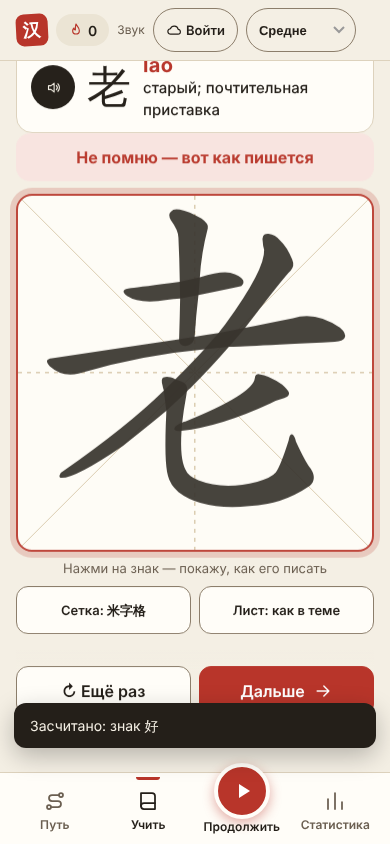 汉
0
Звук
Войти
Средне
老
lǎo
старый; почтительная
приставка
Не помню — вот как пишется
老
Нажми на знак — покажу, как его писать
Сетка: 米字格
Лист: как в теме
Ещё раз
Дальше →
Засчитано: знак 好
Путь
Учить
Продолжить
Статистика